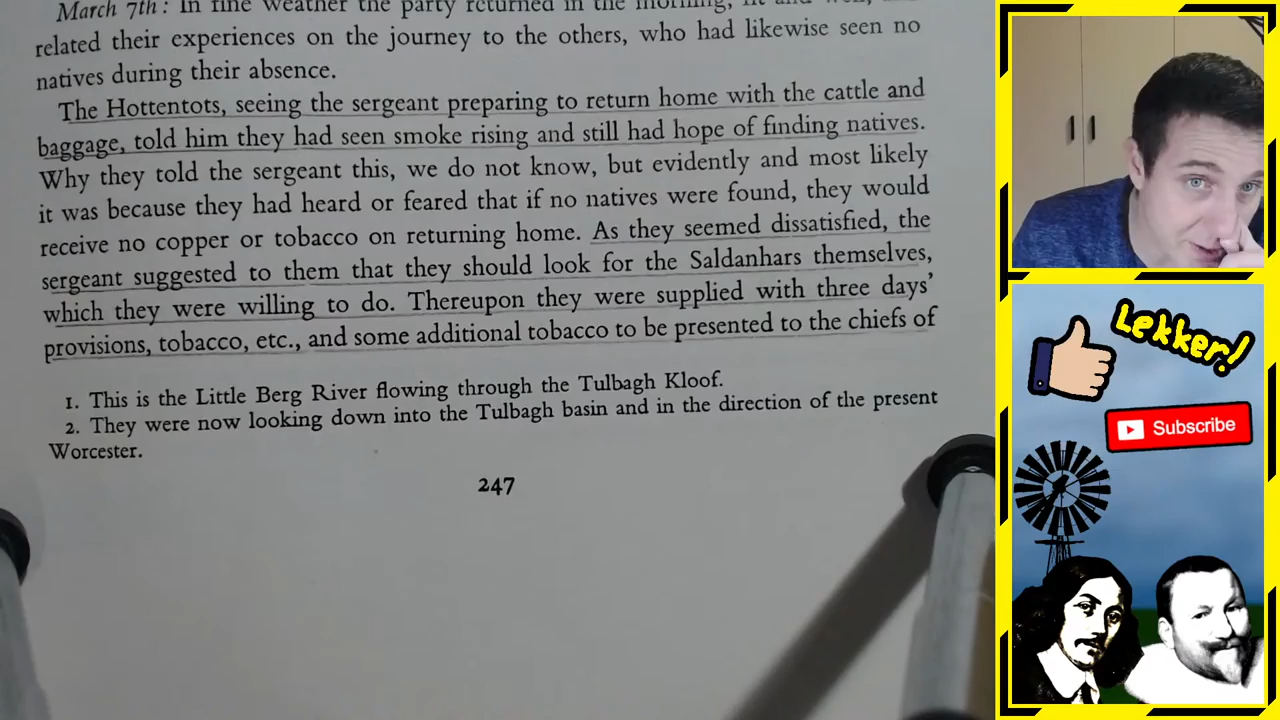 March 7th: In fine weather the party returned in the morning,
related their experiences on the journey to the others, who had likewise seen no
natives during their absence.
The Hottentots, seeing the sergeant preparing to return home with the cattle and
baggage, told him they had seen smoke rising and still had hope of finding natives.
Why they told the sergeant this, we do not know, but evidently and most likely
it was because they had heard or feared that if no natives were found, they would
receive no copper or tobacco on returning home. As they seemed dissatisfied, the
sergeant suggested to them that they should look for the Saldanhars themselves,
which they were willing to do. Thereupon they were supplied with three days'
provisions, tobacco, etc., and some additional tobacco to be presented to the chiefs of
1. This is the Little Berg River flowing through the Tulbagh Kloof.
2. They were now looking down into the Tulbagh basin and in the direction of the present
Worcester.
247
Lekker!
Subscribe